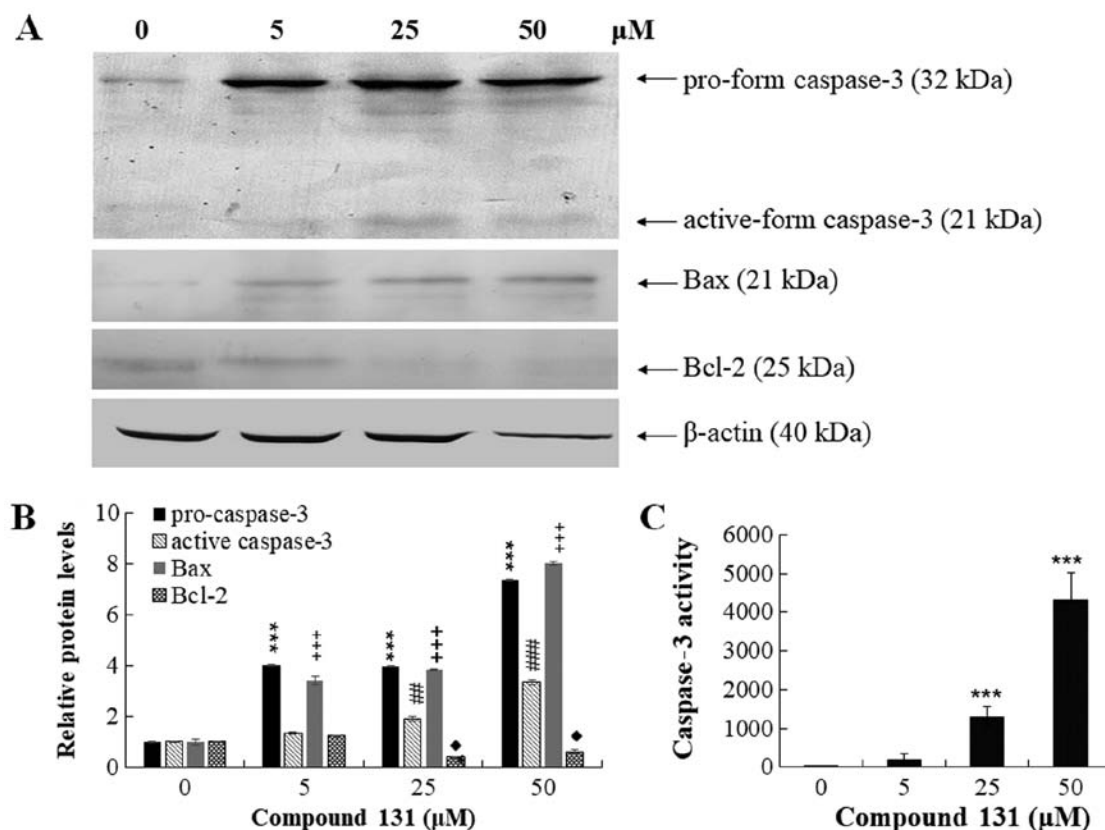 A
0 5 25 50 μM
pro-form caspase-3 (32 kDa)
active-form caspase-3 (21 kDa)
Bax (21 kDa)
Bcl-2 (25 kDa)
β-actin (40 kDa)
B
Relative protein levels
10
8
6
4
2
0
pro-caspase-3
active caspase-3
Bax
Bcl-2
*** +++
*** ## +++ ◆
*** ### +++ ◆
0 5 25 50
Compound 131 (μM)
C
Caspase-3 activity
6000
5000
4000
3000
2000
1000
0
***
***
0 5 25 50
Compound 131 (μM)